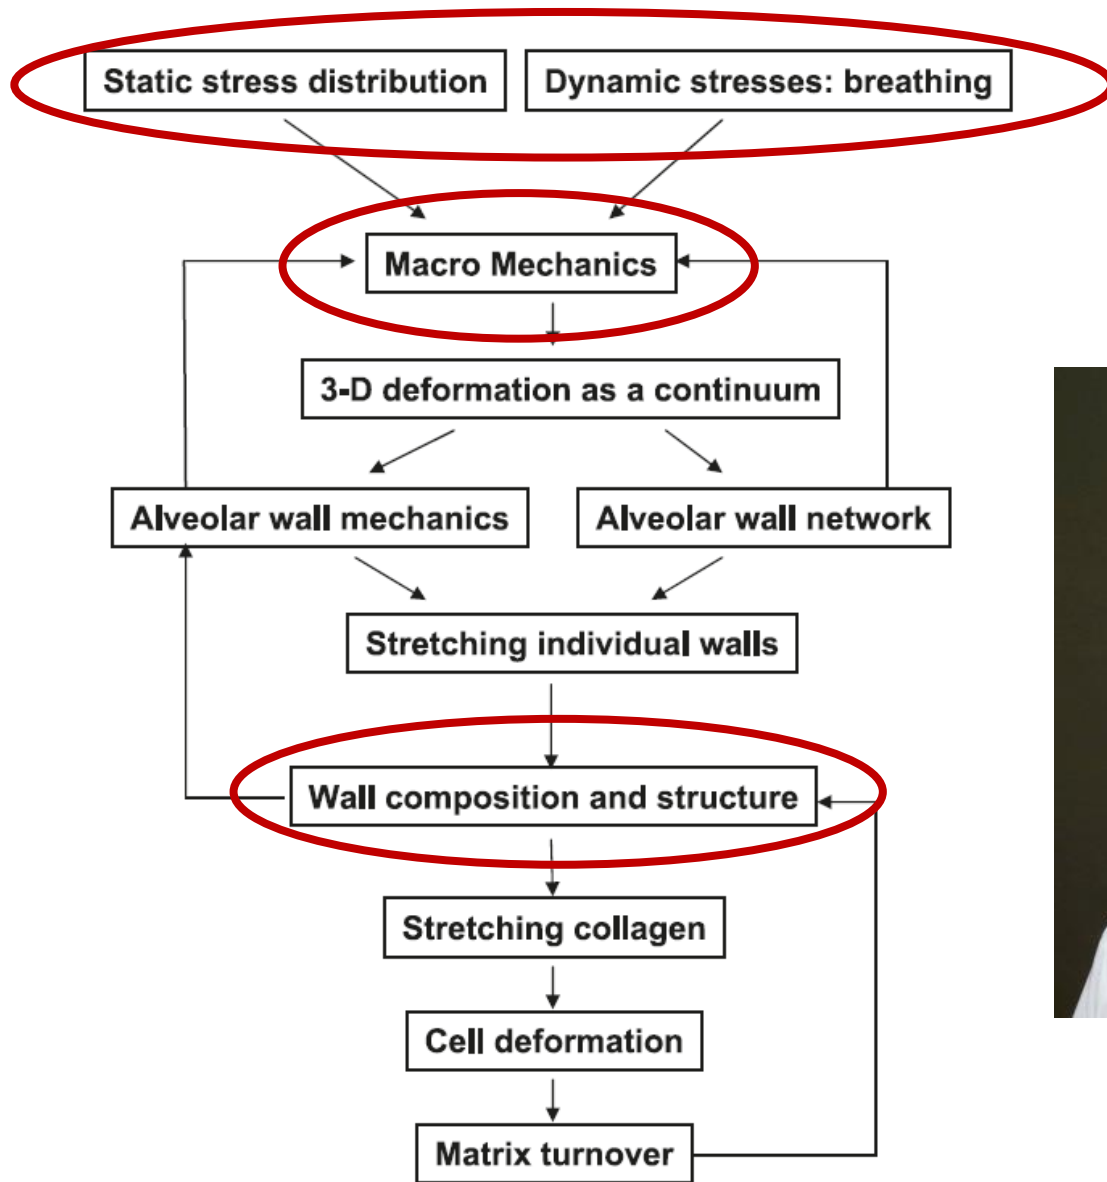 Static stress distribution
Dynamic stresses: breathing
Macro Mechanics
3-D deformation as a continuum
Alveolar wall mechanics
Alveolar wall network
Stretching individual walls
Wall composition and structure
Stretching collagen
Cell deformation
Matrix turnover